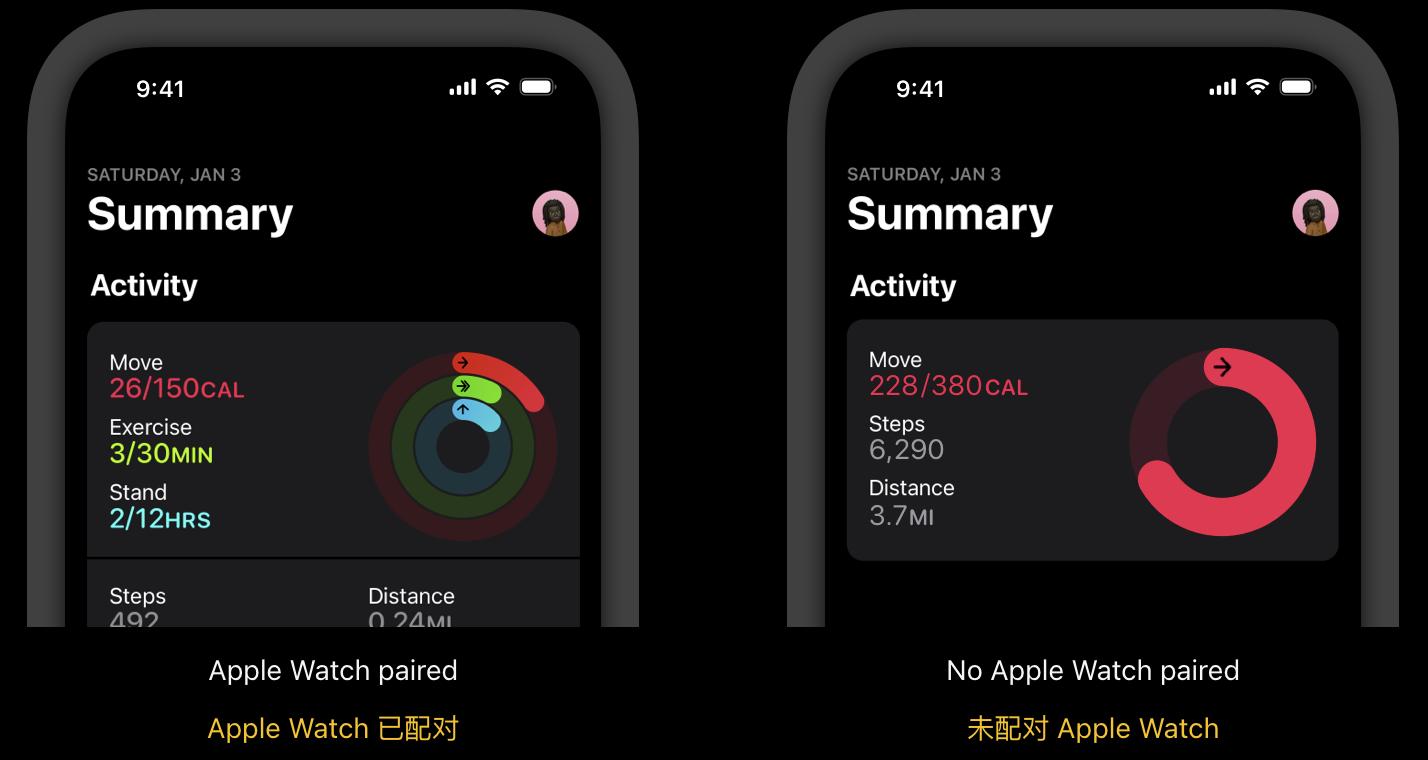 9:41
SATURDAY, JAN 3
Summary
Activity
Move
26/150CAL
Exercise
3/30MIN
Stand
2/12HRS
Steps
Distance
492
0.24MI
Apple Watch paired
Apple Watch 已配对
9:41
SATURDAY, JAN 3
Summary
Activity
Move
228/380CAL
Steps
6,290
Distance
3.7MI
No Apple Watch paired
未配对 Apple Watch